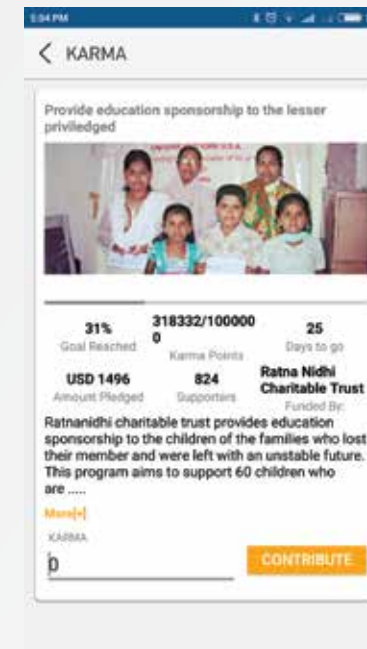 5:04 PM
KARMA
Provide education sponsorship to the lesser
priviledged
31%
Goal Reached
318332/100000
0
Karma Points
25
Days to go
USD 1496
Amount Pledged
824
Supporters
Ratna Nidhi
Charitable Trust
Funded By:
Ratnanidhi charitable trust provides education
sponsorship to the children of the families who lost
their member and were left with an unstable future.
This program aims to support 60 children who
are .....
More[+]
KARMA
0
CONTRIBUTE